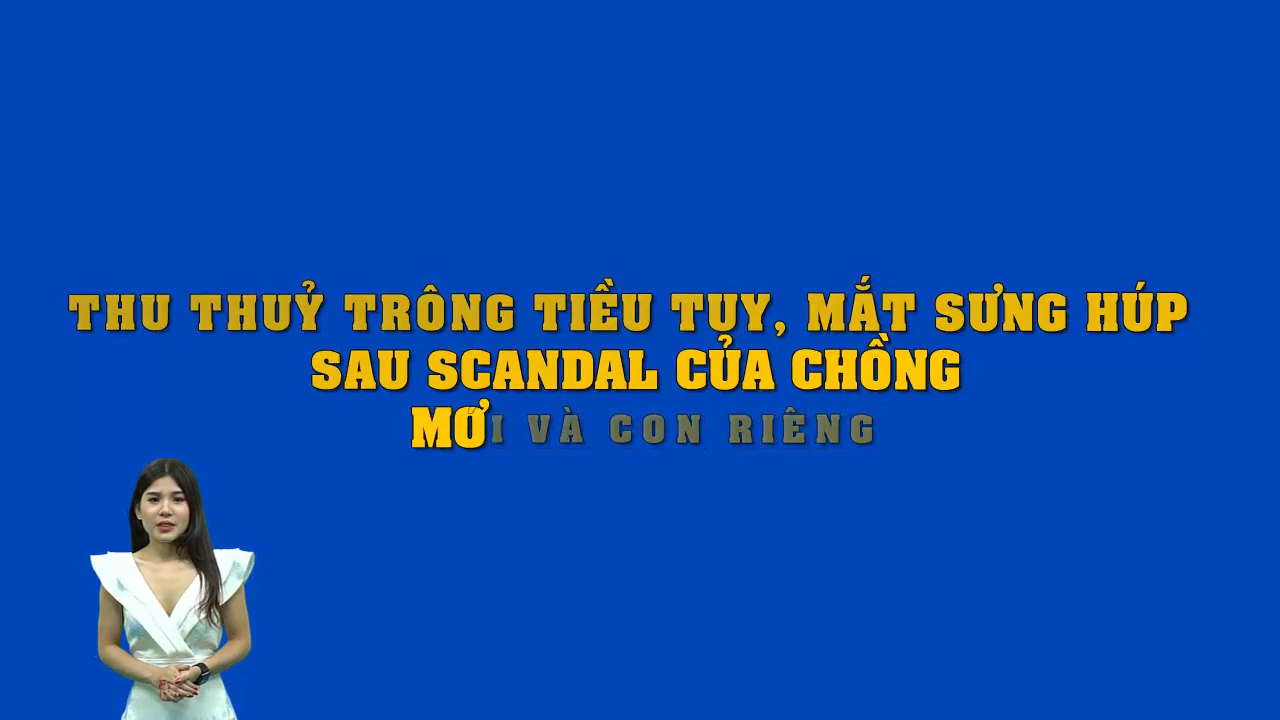 THU THUỶ TRÔNG TIỀU TỤY, MẮT SƯNG HÚP
SAU SCANDAL CỦA CHỒNG
MỚI VÀ CON RIÊNG